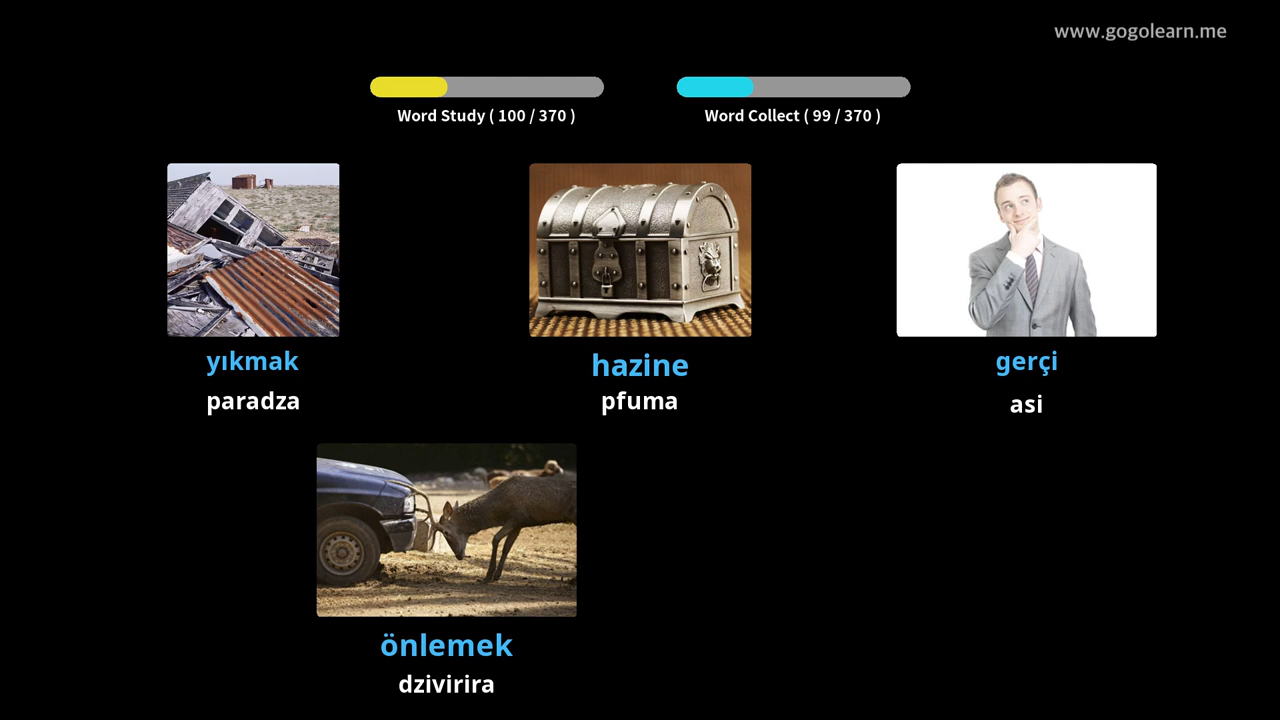 www.gogolearn.me
Word Study ( 100 / 370 )
Word Collect ( 99 / 370 )
yıkmak
paradza
hazine
pfuma
gerçi
asi
önlemek
dzivirira